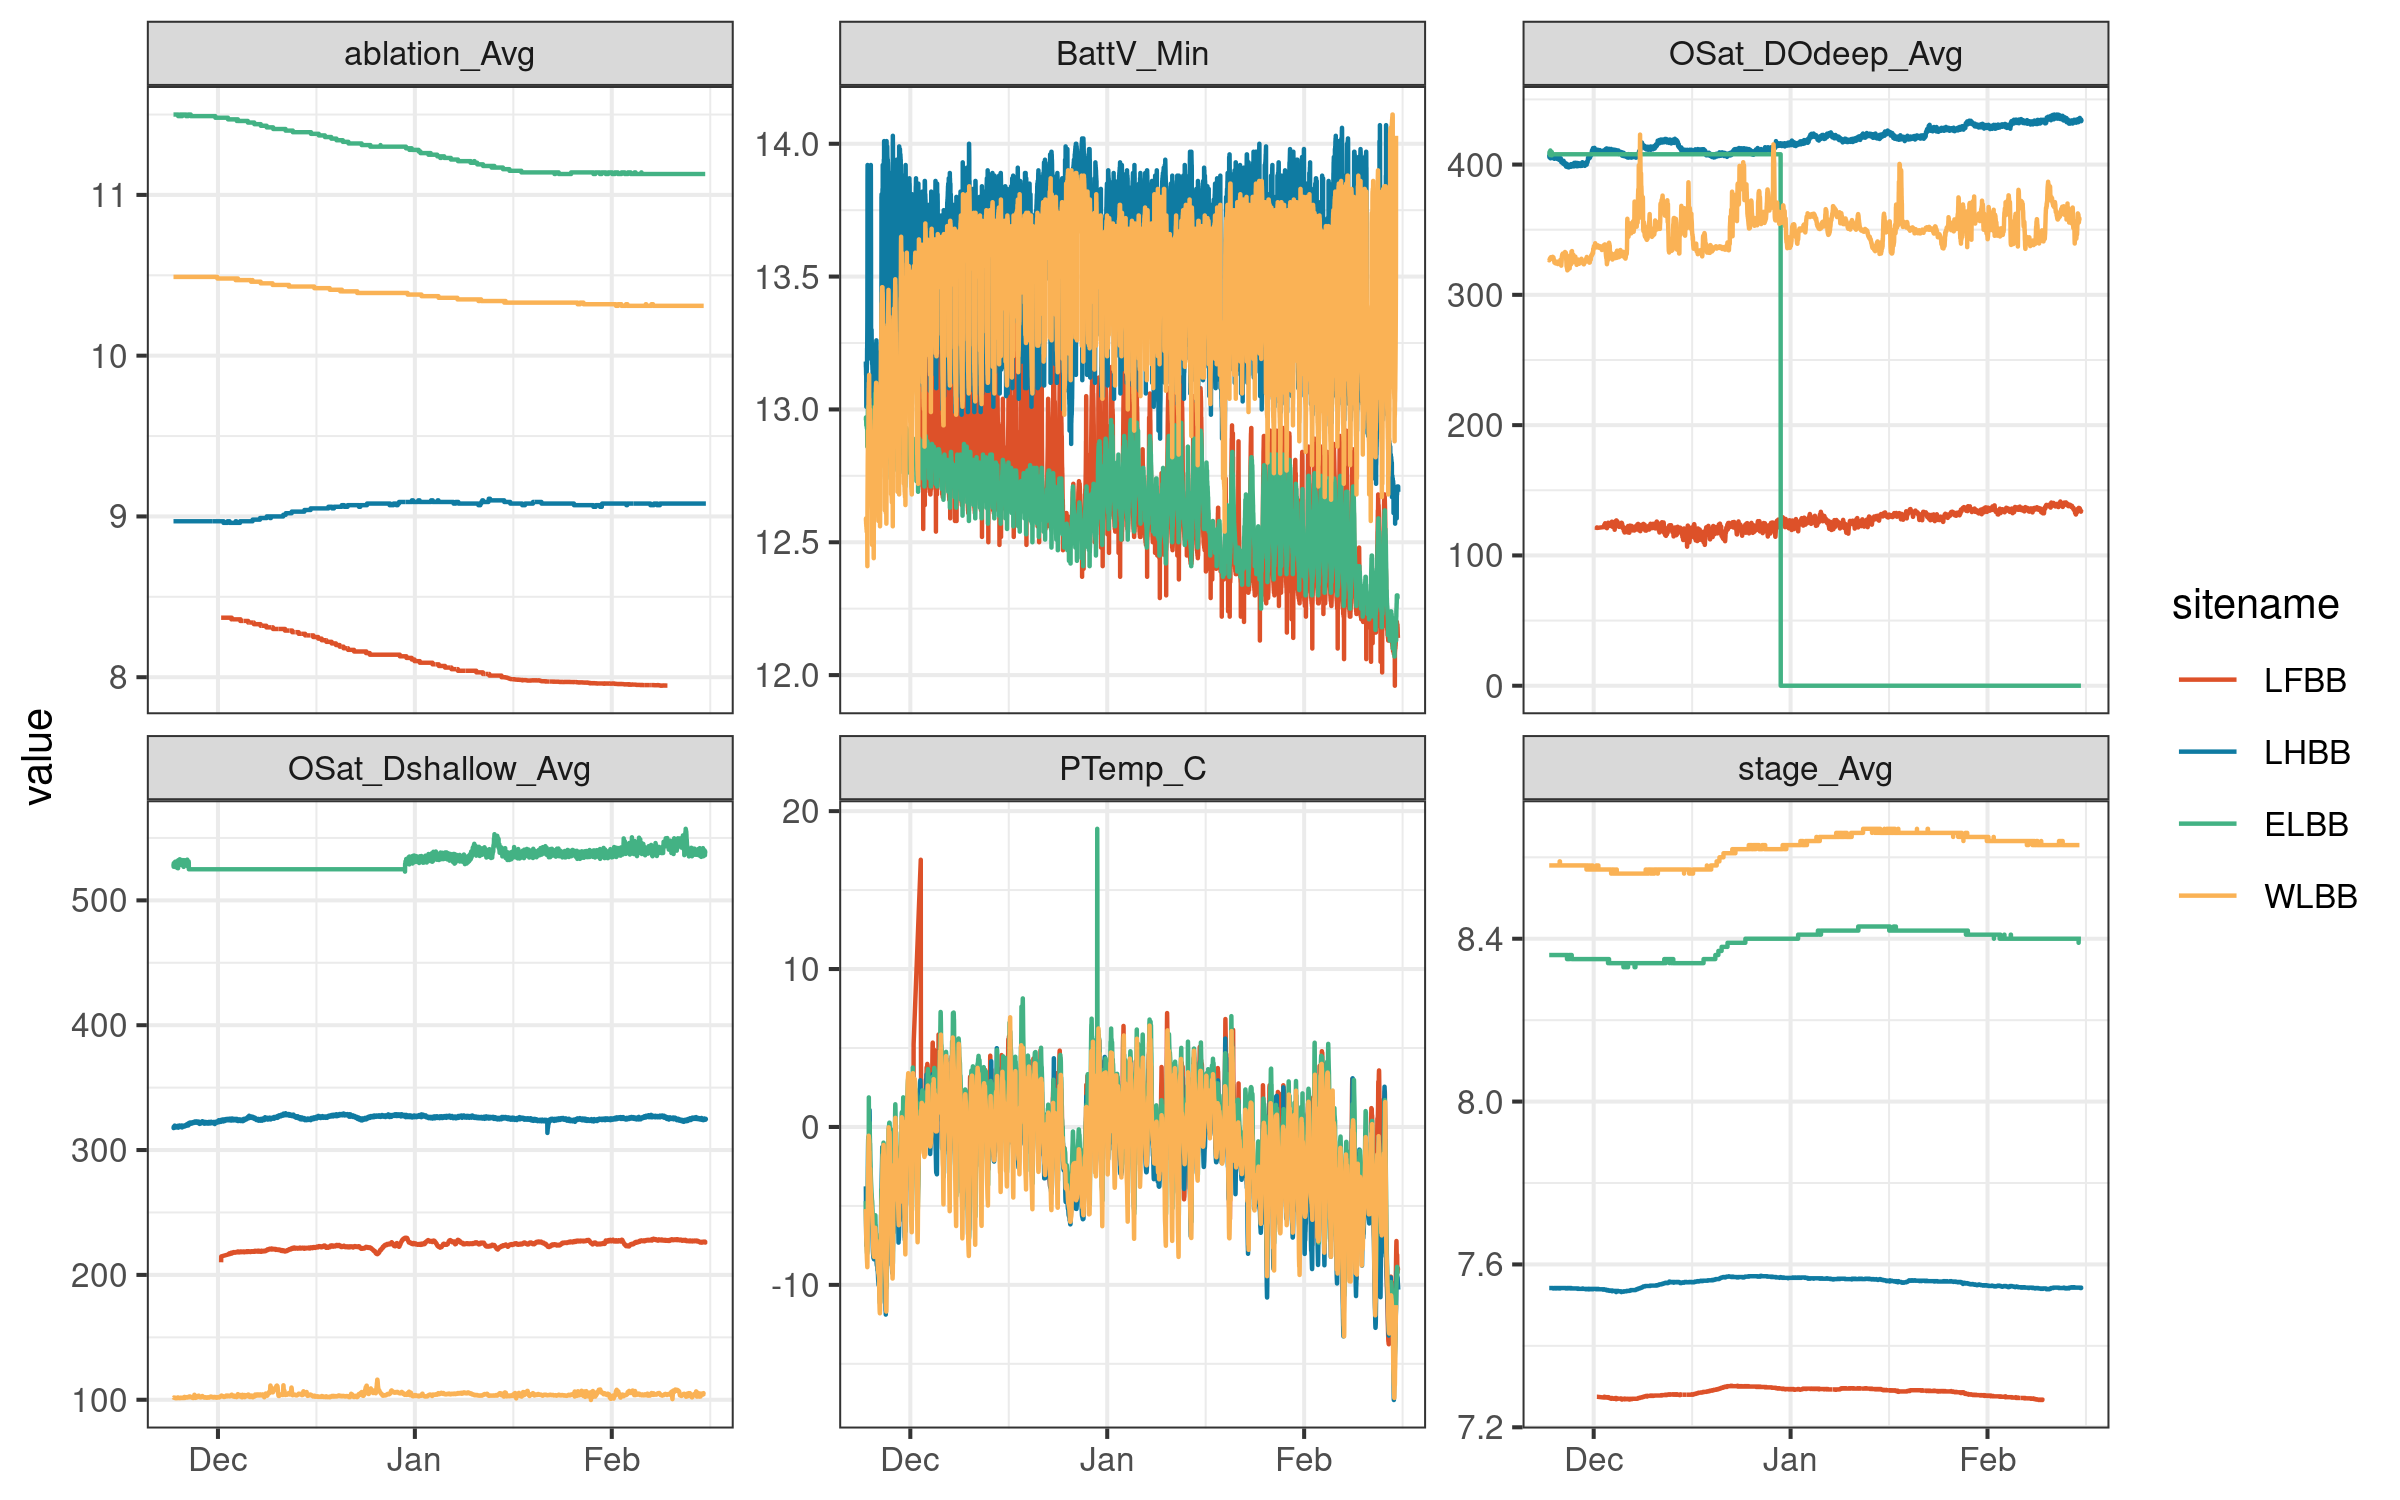 ablation_Avg
BattV_Min
OSat_DOdeep_Avg
11
10
9
8
14.0
13.5
13.0
12.5
12.0
400
300
200
100
0
value
OSat_Dshallow_Avg
PTemp_C
stage_Avg
500
400
300
200
100
20
10
0
-10
8.4
8.0
7.6
7.2
Dec Jan Feb
Dec Jan Feb
Dec Jan Feb
sitename
LFBB
LHBB
ELBB
WLBB